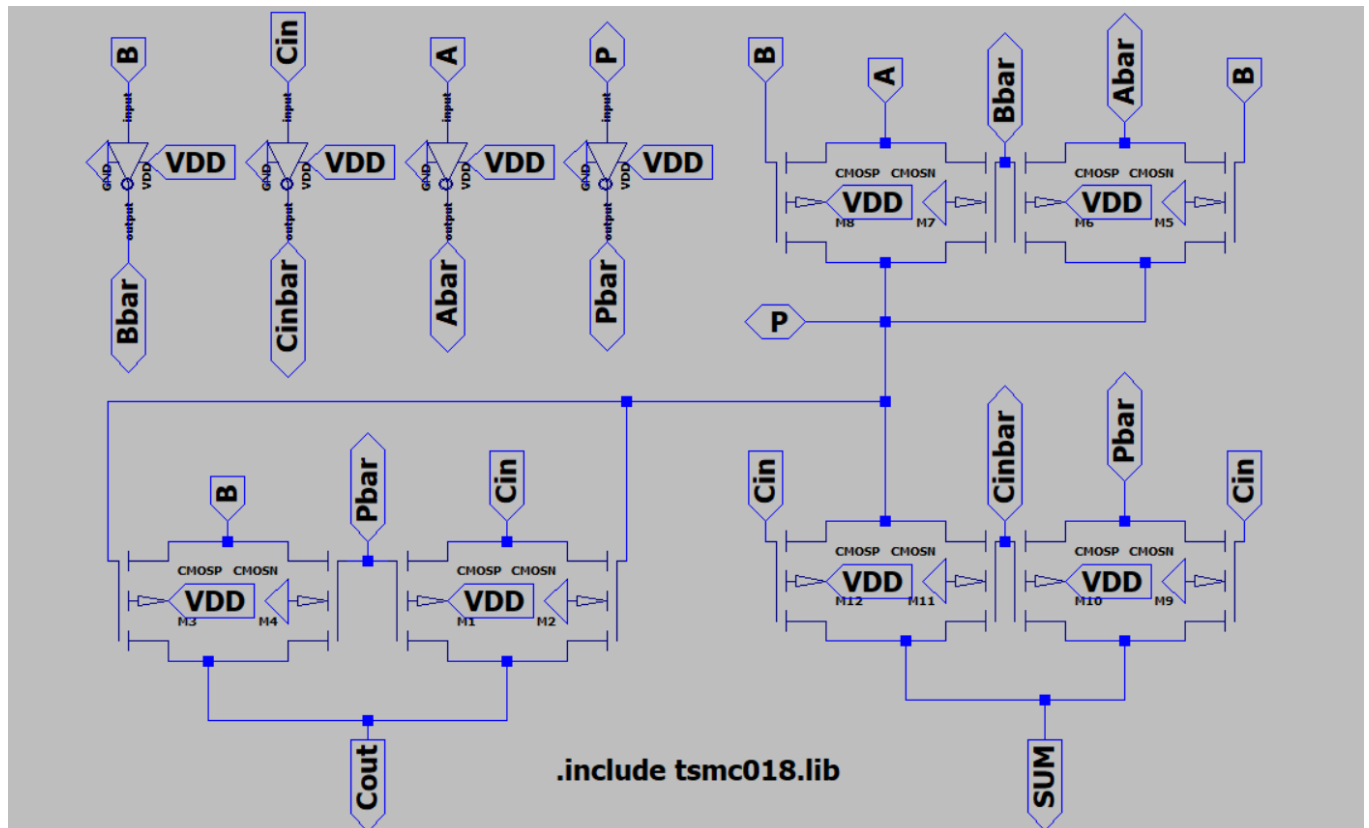 B
Cin
A
P
input
input
input
input
GND
VDD
VDD
GND
VDD
VDD
GND
VDD
VDD
GND
VDD
VDD
output
output
output
output
Bbar
Cinbar
Abar
Pbar
B
A
Bbar
Abar
B
CMOSP CMOSN
CMOSP CMOSN
VDD
VDD
M8
M7
M6
M5
P
B
Pbar
Cin
CMOSP CMOSN
CMOSP CMOSN
VDD
VDD
M3
M4
M1
M2
Cout
Cin
Cinbar
Pbar
Cin
CMOSP CMOSN
CMOSP CMOSN
VDD
VDD
M12
M11
M10
M9
SUM
.include tsmc018.lib